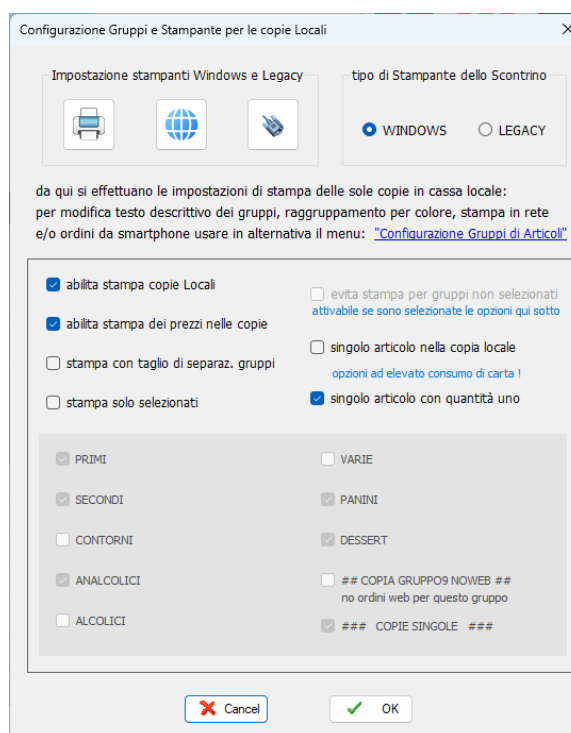 Configurazione Gruppi e Stampante per le copie Locali
Impostazione stampanti Windows e Legacy
tipo di Stampante dello Scontrino
WINDOWS
LEGACY
da qui si effettuano le impostazioni di stampa delle sole copie in cassa locale:
per modifica testo descrittivo dei gruppi, raggruppamento per colore, stampa in rete
e/o ordini da smartphone usare in alternativa il menu: "Configurazione Gruppi di Articoli"
abilita stampa copie Locali
abilita stampa dei prezzi nelle copie
stampa con taglio di separaz. gruppi
stampa solo selezionati
evita stampa per gruppi non selezionati
attivabile se sono selezionate le opzioni qui sotto
singolo articolo nella copia locale
opzioni ad elevato consumo di carta !
singolo articolo con quantità uno
PRIMI
SECONDI
CONTORNI
ANALCOLICI
ALCOLICI
VARIE
PANINI
DESSERT
## COPIA GRUPPO9 NOWEB ##
no ordini web per questo gruppo
### COPIE SINGOLE ###
Cancel
OK